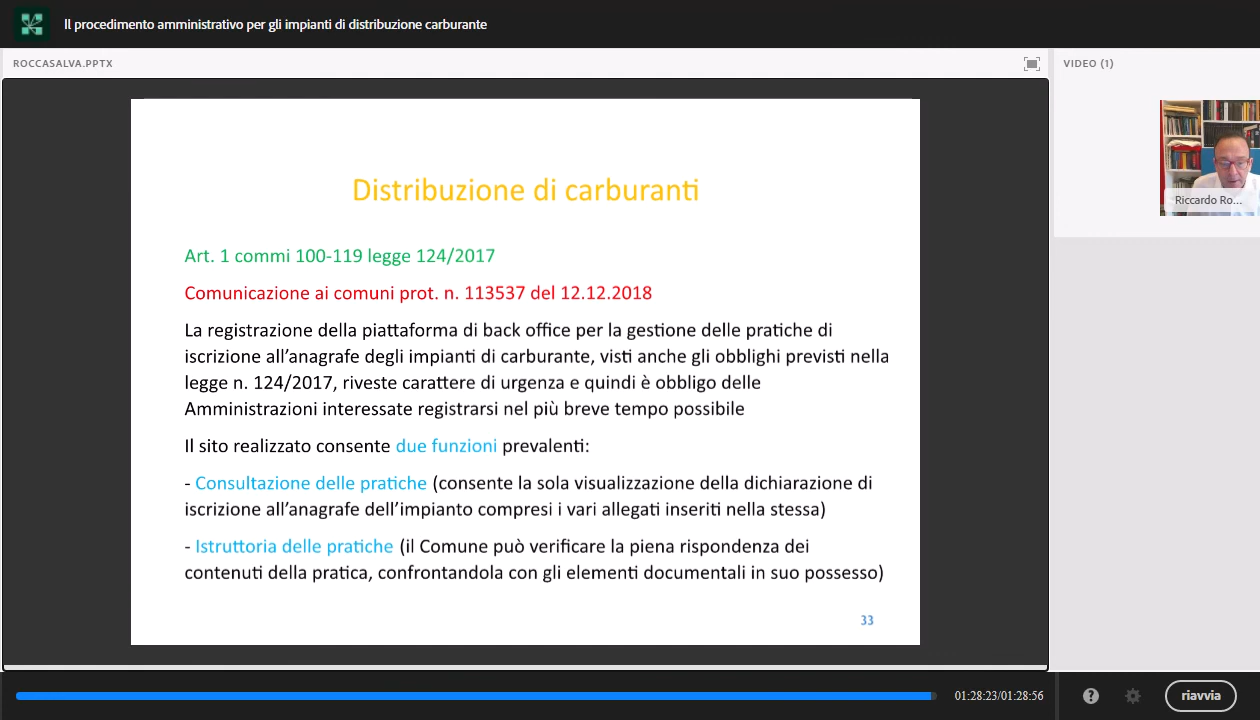 Il procedimento amministrativo per gli impianti di distribuzione carburante
ROCCASALVA.PPTX
VIDEO (1)
Distribuzione di carburanti
Art. 1 commi 100-119 legge 124/2017
Comunicazione ai comuni prot. n. 113537 del 12.12.2018
La registrazione della piattaforma di back office per la gestione delle pratiche di
iscrizione all’anagrafe degli impianti di carburante, visti anche gli obblighi previsti nella
legge n. 124/2017, riveste carattere di urgenza e quindi è obbligo delle
Amministrazioni interessate registrarsi nel più breve tempo possibile
Il sito realizzato consente due funzioni prevalenti:
- Consultazione delle pratiche (consente la sola visualizzazione della dichiarazione di
iscrizione all’anagrafe dell’impianto compresi i vari allegati inseriti nella stessa)
- Istruttoria delle pratiche (il Comune può verificare la piena rispondenza dei
contenuti della pratica, confrontandola con gli elementi documentali in suo possesso)
33
Riccardo Ro...
01:28:23/01:28:56
?
riavvia